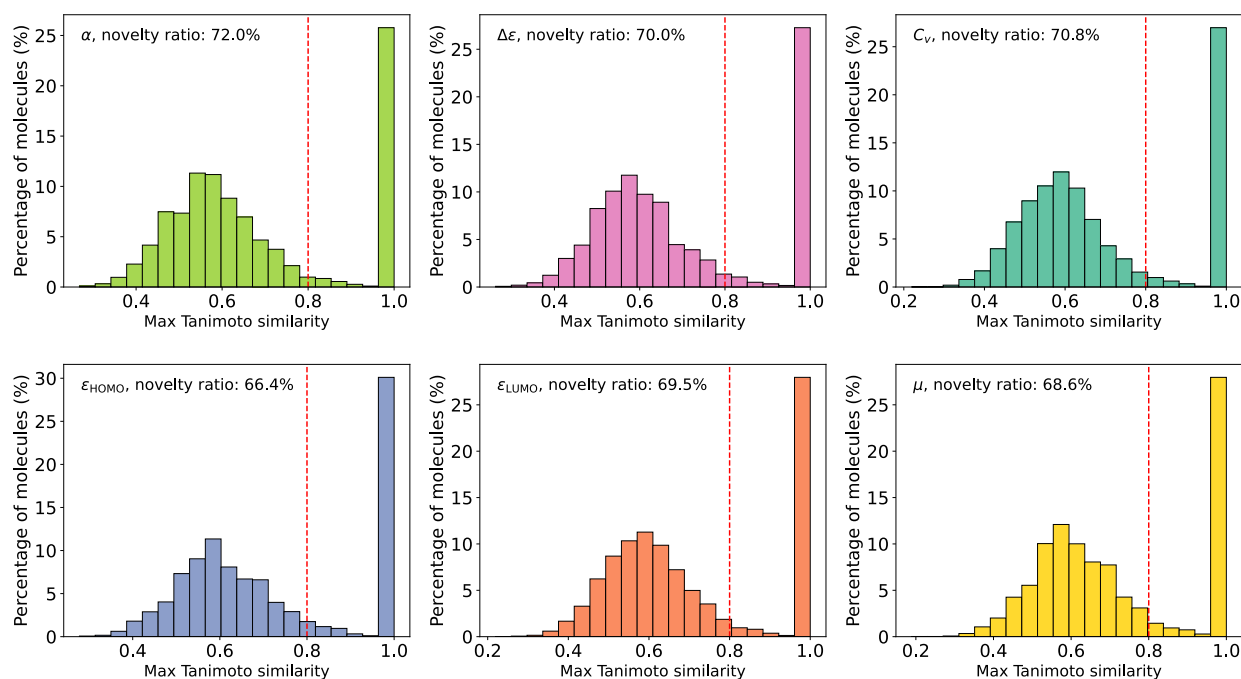 α, novelty ratio: 72.0%
Percentage of molecules (%)
25
20
15
10
5
0
0.4 0.6 0.8 1.0
Max Tanimoto similarity
Δε, novelty ratio: 70.0%
Percentage of molecules (%)
25
20
15
10
5
0
0.4 0.6 0.8 1.0
Max Tanimoto similarity
Cᵥ, novelty ratio: 70.8%
Percentage of molecules (%)
25
20
15
10
5
0
0.2 0.4 0.6 0.8 1.0
Max Tanimoto similarity
ε_HOMO, novelty ratio: 66.4%
Percentage of molecules (%)
30
25
20
15
10
5
0
0.4 0.6 0.8 1.0
Max Tanimoto similarity
ε_LUMO, novelty ratio: 69.5%
Percentage of molecules (%)
25
20
15
10
5
0
0.2 0.4 0.6 0.8 1.0
Max Tanimoto similarity
μ, novelty ratio: 68.6%
Percentage of molecules (%)
25
20
15
10
5
0
0.2 0.4 0.6 0.8 1.0
Max Tanimoto similarity